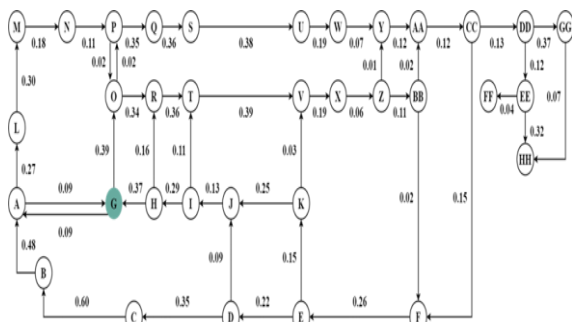 M N P Q S U W Y AA CC DD GG
0.18 0.11 0.35 0.36 0.38 0.19 0.07 0.12 0.12 0.13 0.37
0.02 0.02 0.01 0.02 0.12
0.30
O R T V X Z BB FF EE
0.34 0.36 0.39 0.19 0.06 0.11 0.04
L 0.07
0.39 0.16 0.11 0.03 0.32
HH
0.27
0.09 0.37 0.29 0.13 0.25
A G H I J K
0.09 0.02 0.15
0.48 0.09 0.15
B
0.60 0.35 0.22 0.26
C D E F